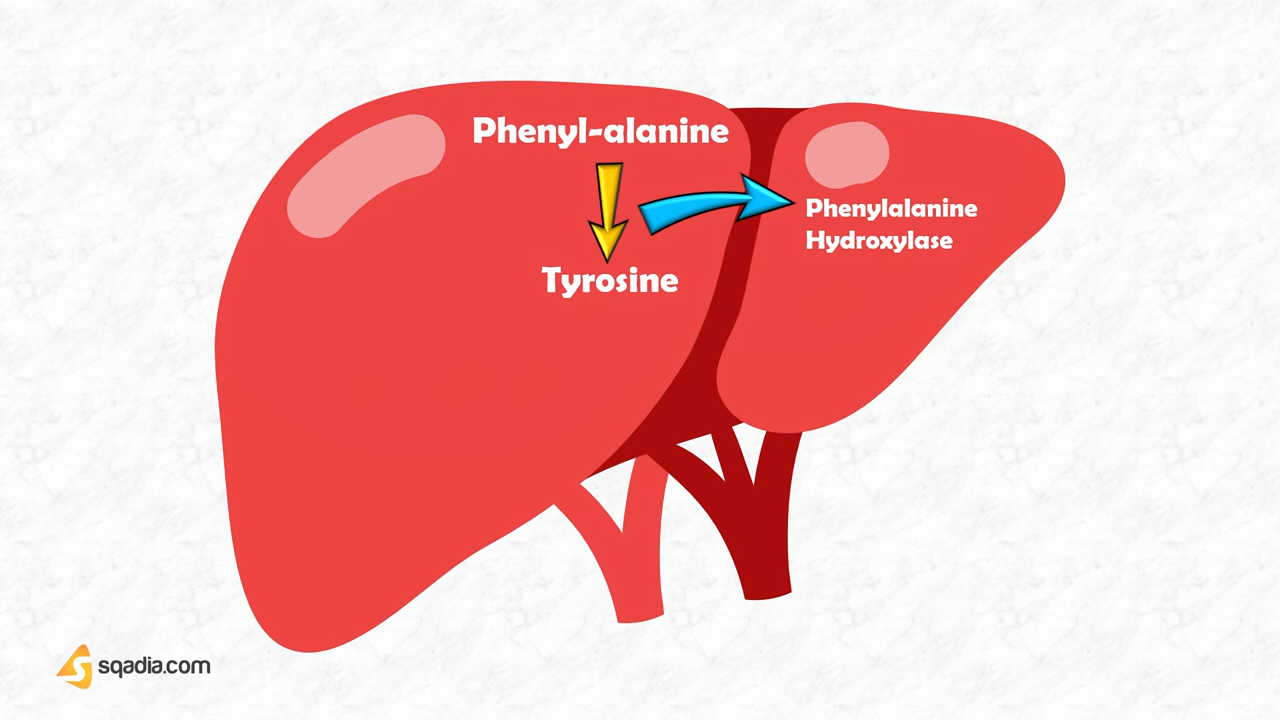 Phenyl-alanine
Phenylalanine
Hydroxylase
Tyrosine
sqadia.com